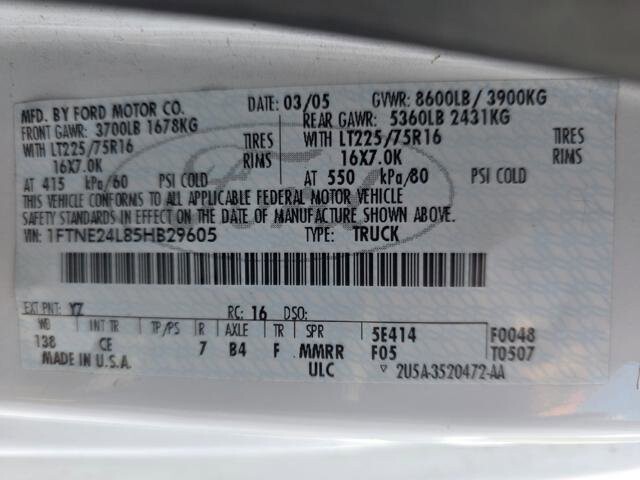 MFD. BY FORD MOTOR CO.
DATE: 03/05 GVWR: 8600LB/ 3900KG
FRONT GAWR: 3700LB 1678KG REAR GAWR: 5360LB 2431KG
WITH LT225/75R16 TIRES WITH LT225/75R16 TIRES
16X7.0K RIMS 16X7.0K RIMS
AT 415 kPa/60 PSI COLD AT 550 kPa/80 PSI COLD
THIS VEHICLE CONFORMS TO ALL APPLICABLE FEDERAL MOTOR VEHICLE
SAFETY STANDARDS IN EFFECT ON THE DATE OF MANUFACTURE SHOWN ABOVE.
VIN: 1FTNE24L85HB29605 TYPE: TRUCK
EXT PNT: YZ RC: 16 DSO:
WB INT TR TP/PS R AXLE TR SPR 5E414 F0048
138 CE 7 B4 F MMRR F05 T0507
MADE IN U.S.A. ULC ▽ 2U5A-3520472-AA